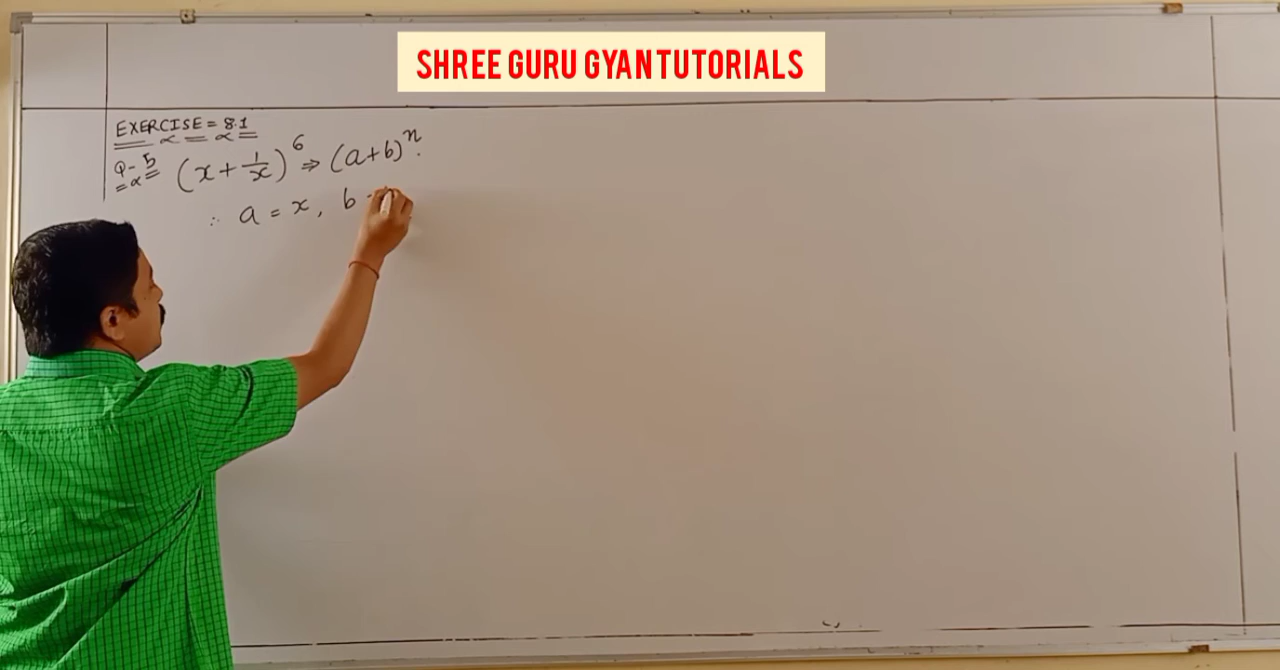 SHREE GURU GYAN TUTORIALS
EXERCISE = 8.1
Q-5 (x + 1/x)^6 ⇒ (a+b)^n.
∴ a = x, b